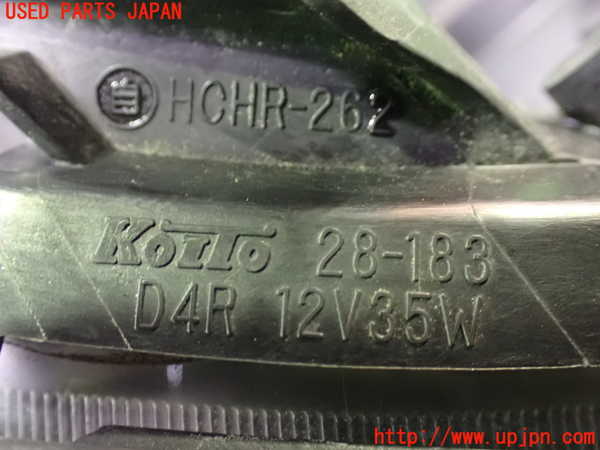 USED PARTS JAPAN
HCHR-262
KOITO 28-183
D4R 12V35W
http://www.upjpn.com